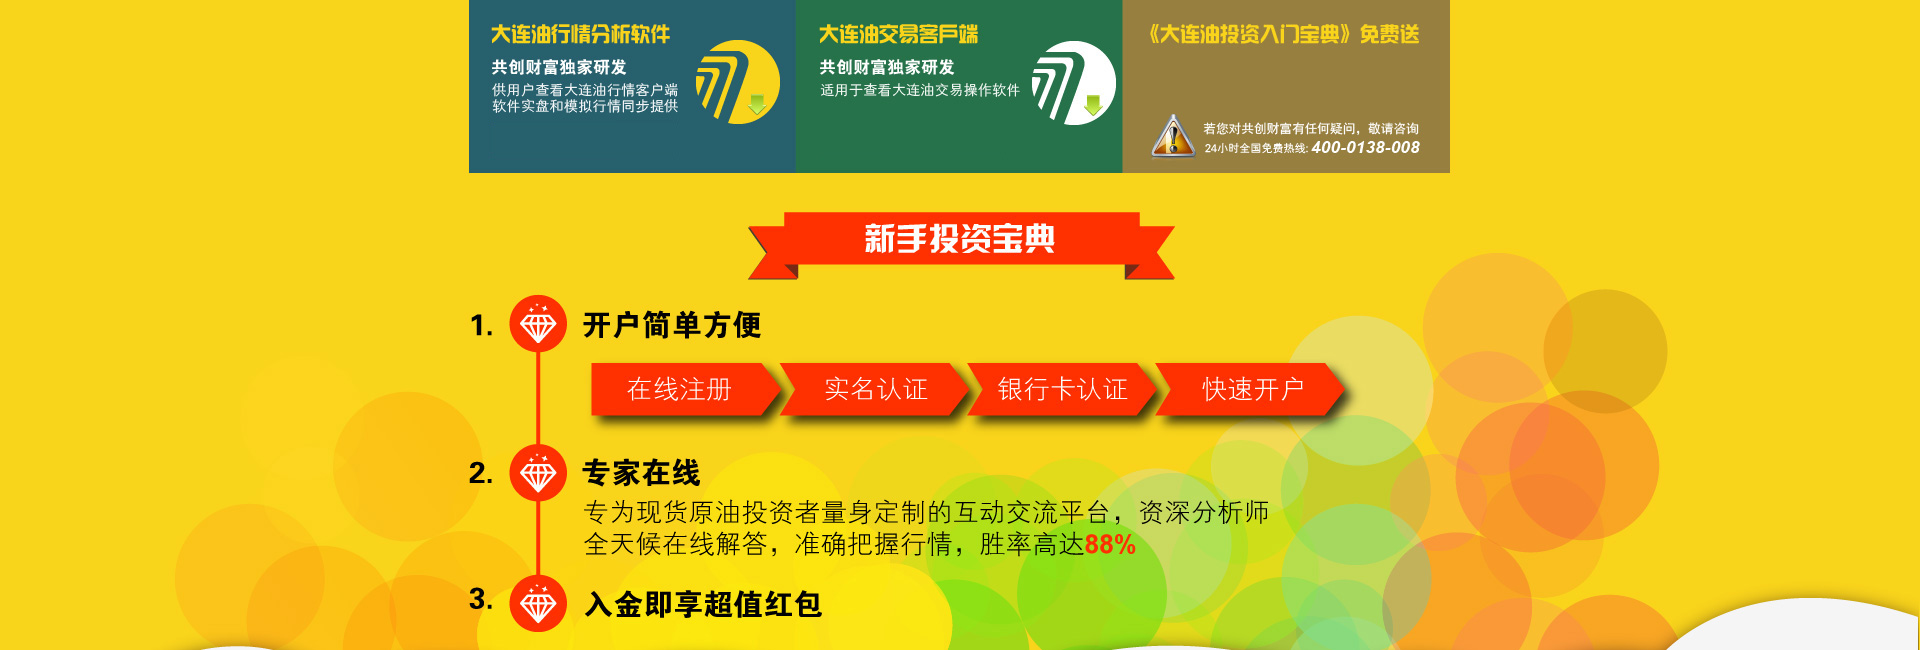 大连油行情分析软件
共创财富独家研发
供用户查看大连油行情客户端
软件实盘和模拟行情同步提供
大连油交易客戶端
共创财富独家研发
适用于查看大连油交易操作软件
《大连油投资入门宝典》免费送
若您对共创财富有任何疑问，敬请咨询
24小时全国免费热线: 400-0138-008
新手投资宝典
1. 开户简单方便
在线注册 实名认证 银行卡认证 快速开户
2. 专家在线
专为现货原油投资者量身定制的互动交流平台，资深分析师
全天候在线解答，准确把握行情，胜率高达88%
3. 入金即享超值红包